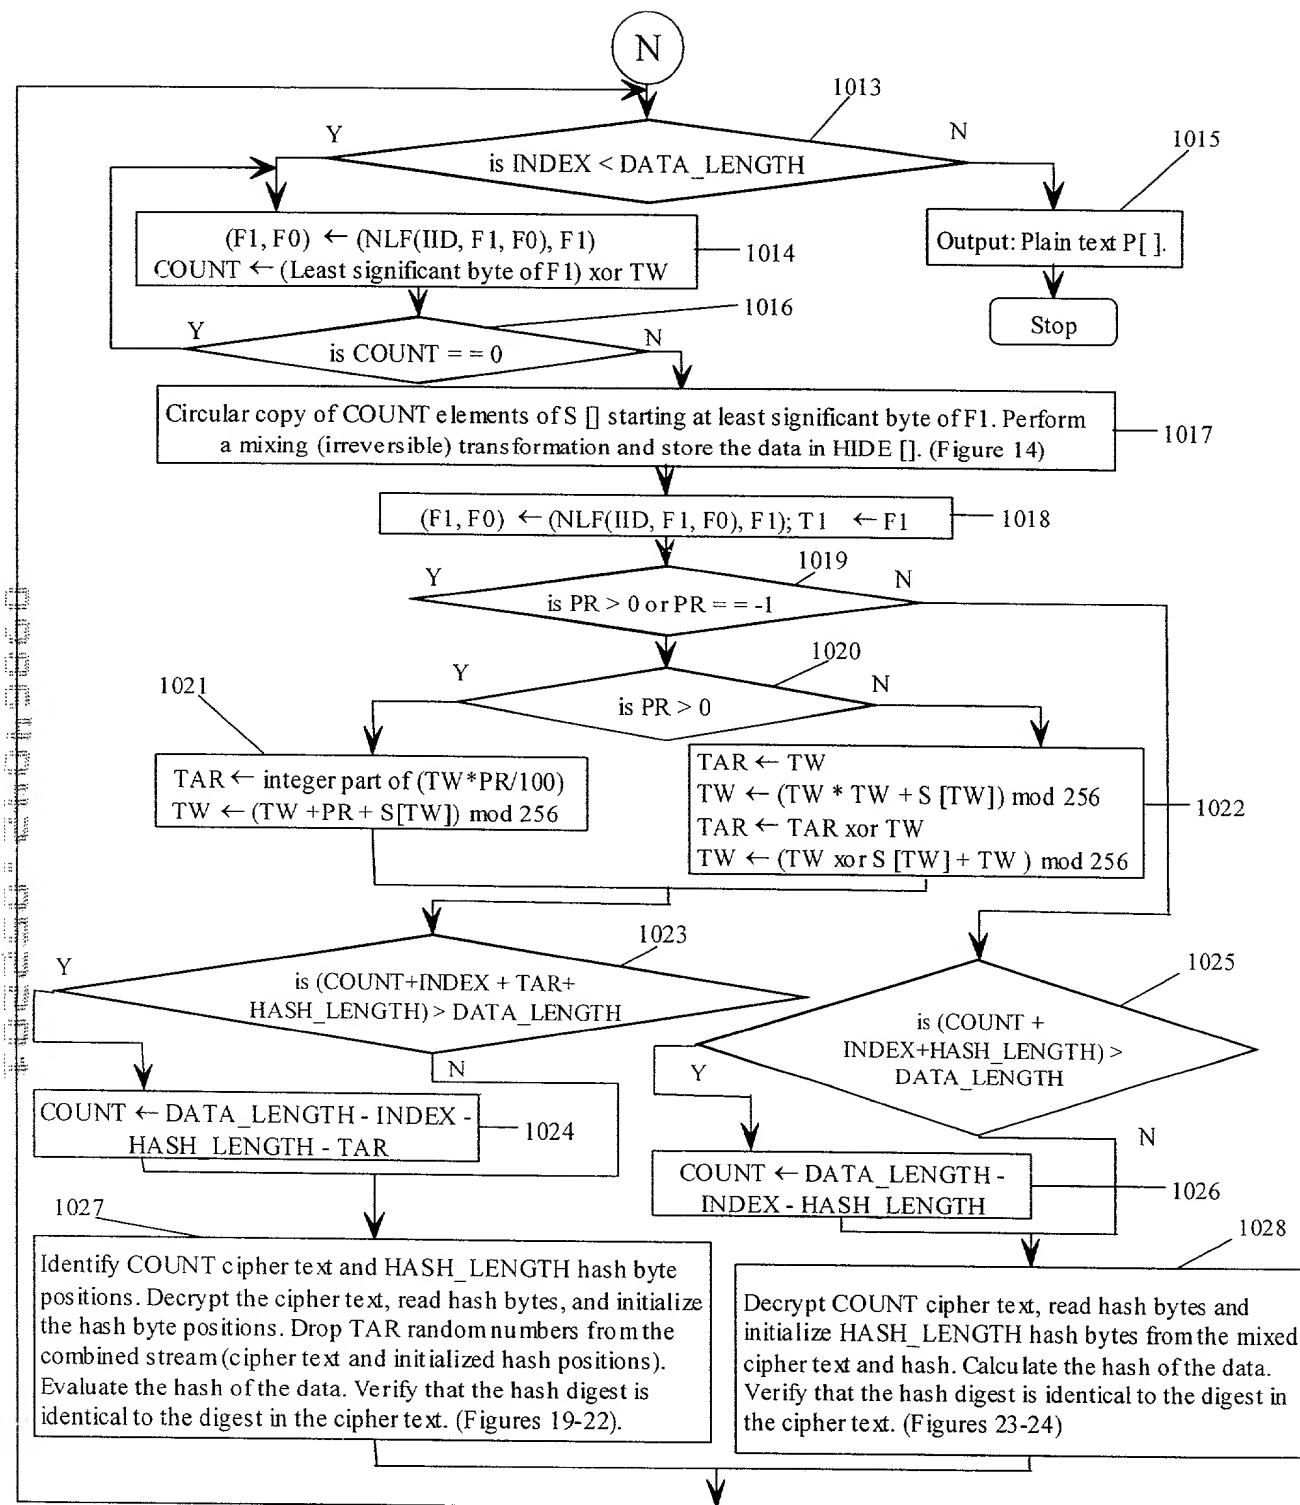 N
1013
Y
N
is INDEX < DATA_LENGTH
1015
(F1, F0) ← (NLF(IID, F1, F0), F1)
COUNT ← (Least significant byte of F1) xor TW
1014
Output: Plain text P[ ].
1016
Stop
Y
N
is COUNT = = 0
Circular copy of COUNT elements of S [] starting at least significant byte of F1. Perform
a mixing (irreversible) transformation and store the data in HIDE []. (Figure 14)
1017
(F1, F0) ← (NLF(IID, F1, F0), F1); T1 ← F1
1018
1019
Y
N
is PR > 0 or PR = = -1
1020
Y
N
1021
is PR > 0
TAR ← integer part of (TW*PR/100)
TW ← (TW +PR + S[TW]) mod 256
TAR ← TW
TW ← (TW * TW + S [TW]) mod 256
TAR ← TAR xor TW
TW ← (TW xor S [TW] + TW ) mod 256
1022
1023
Y
is (COUNT+INDEX + TAR+
HASH_LENGTH) > DATA_LENGTH
N
1025
is (COUNT +
INDEX+HASH_LENGTH) >
DATA_LENGTH
Y
N
COUNT ← DATA_LENGTH - INDEX -
HASH_LENGTH - TAR
1024
COUNT ← DATA_LENGTH -
INDEX - HASH_LENGTH
1026
1027
Identify COUNT cipher text and HASH_LENGTH hash byte
positions. Decrypt the cipher text, read hash bytes, and initialize
the hash byte positions. Drop TAR random numbers from the
combined stream (cipher text and initialized hash positions).
Evaluate the hash of the data. Verify that the hash digest is
identical to the digest in the cipher text. (Figures 19-22).
1028
Decrypt COUNT cipher text, read hash bytes and
initialize HASH_LENGTH hash bytes from the mixed
cipher text and hash. Calculate the hash of the data.
Verify that the hash digest is identical to the digest in
the cipher text. (Figures 23-24)